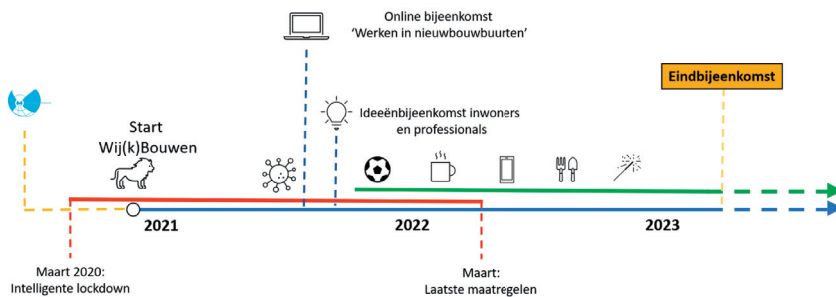 Online bijeenkomst
'Werken in nieuwbouwbuurten'
Eindbijeenkomst
Ideeënbijeenkomst inwoners
en professionals
Start
Wij(k)Bouwen
2021
2022
2023
Maart 2020:
Intelligente lockdown
Maart:
Laatste maatregelen